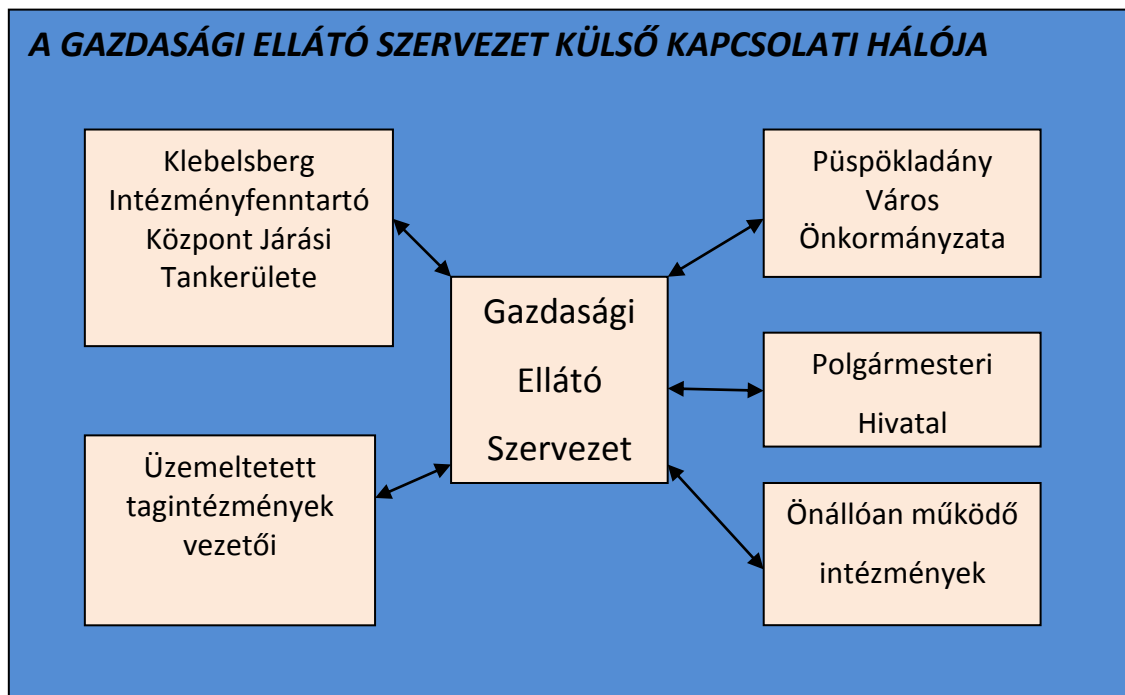 A GAZDASÁGI ELLÁTÓ SZERVEZET KÜLSŐ KAPCSOLATI HÁLÓJA
Klebelsberg
Intézményfenntartó
Központ Járási
Tankerülete
Püspökladány
Város
Önkormányzata
Gazdasági
Ellátó
Szervezet
Polgármesteri
Hivatal
Üzemeltetett
tagintézmények
vezetői
Önállóan működő
intézmények